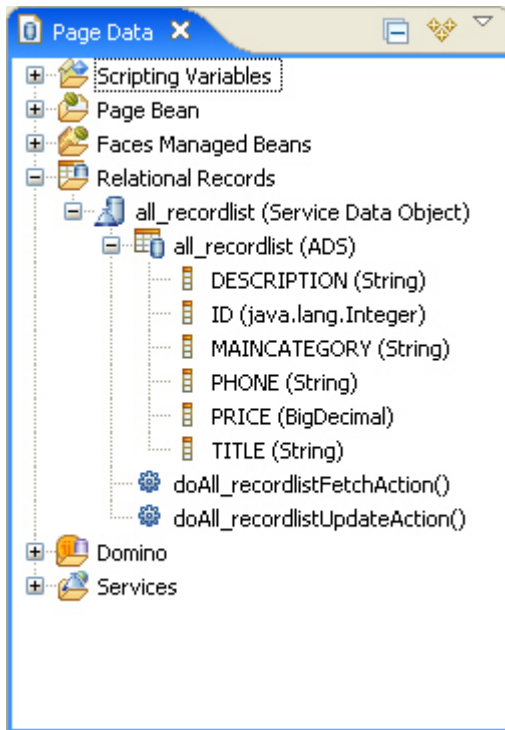 Page Data
Scripting Variables
Page Bean
Faces Managed Beans
Relational Records
all_recordlist (Service Data Object)
all_recordlist (ADS)
DESCRIPTION (String)
ID (java.lang.Integer)
MAINCATEGORY (String)
PHONE (String)
PRICE (BigDecimal)
TITLE (String)
doAll_recordlistFetchAction()
doAll_recordlistUpdateAction()
Domino
Services